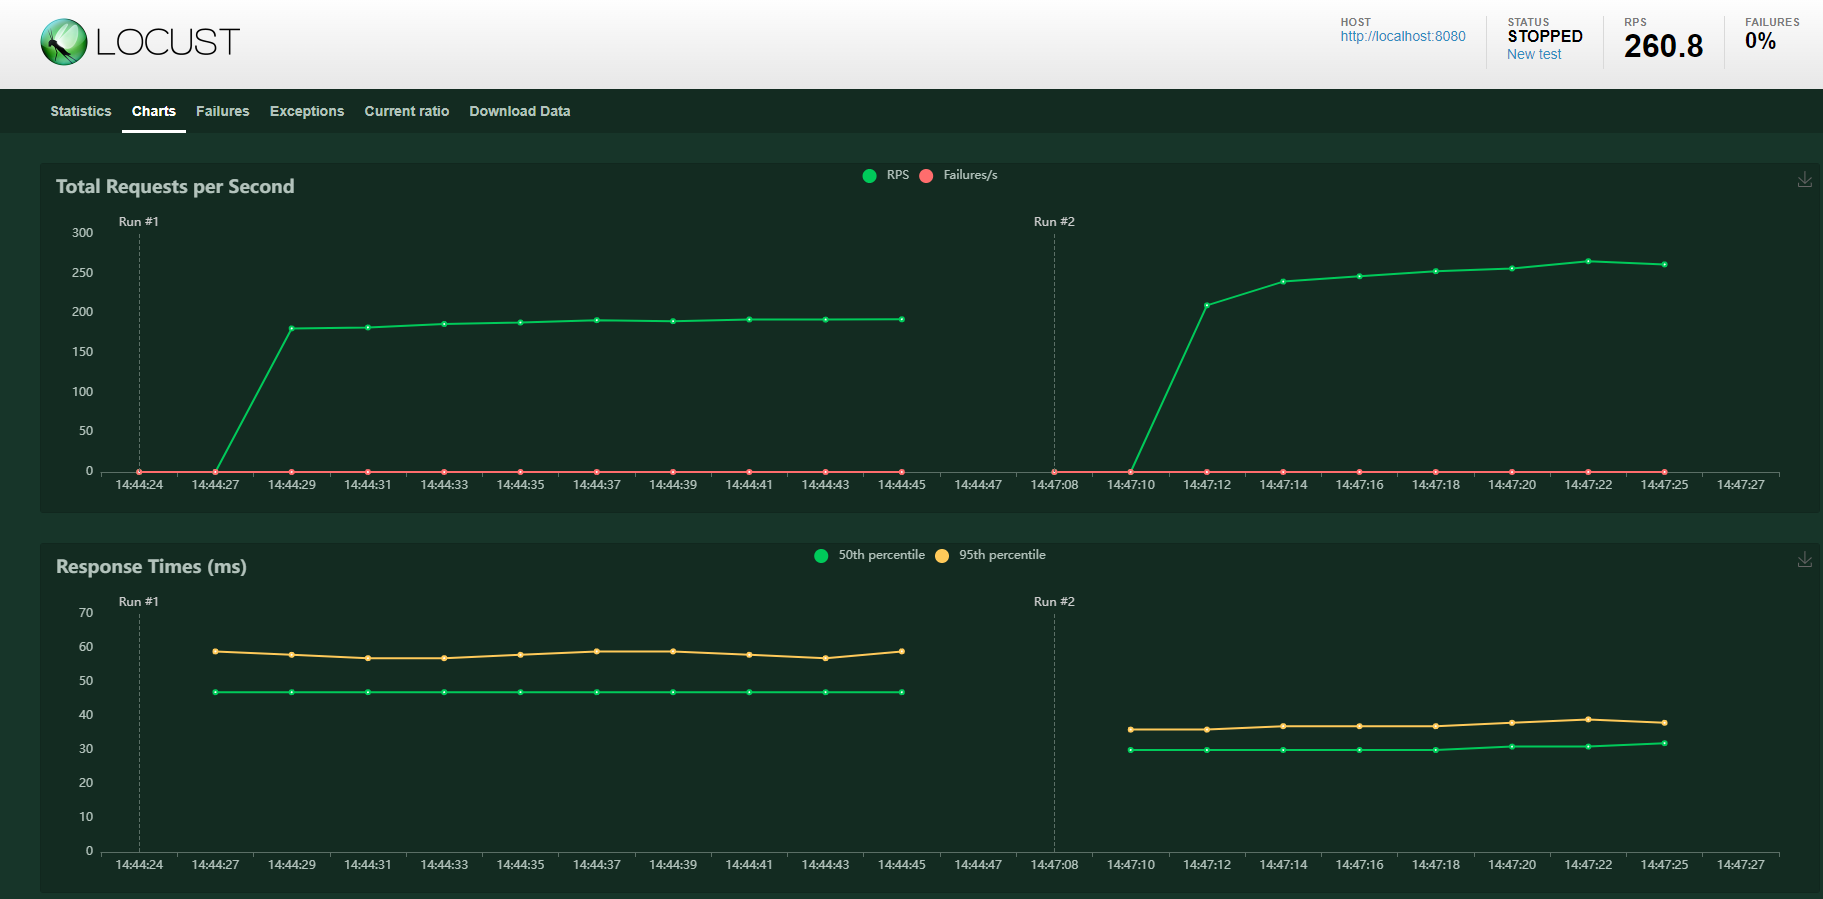 LOCUST
HOST
http://localhost:8080
STATUS
STOPPED
New test
RPS
260.8
FAILURES
0%
Statistics Charts Failures Exceptions Current ratio Download Data
Total Requests per Second
RPS Failures/s
Run #1 Run #2
300
250
200
150
100
50
0
14:44:24 14:44:27 14:44:29 14:44:31 14:44:33 14:44:35 14:44:37 14:44:39 14:44:41 14:44:43 14:44:45 14:44:47 14:47:08 14:47:10 14:47:12 14:47:14 14:47:16 14:47:18 14:47:20 14:47:22 14:47:25 14:47:27
Response Times (ms)
50th percentile 95th percentile
Run #1 Run #2
70
60
50
40
30
20
10
0
14:44:24 14:44:27 14:44:29 14:44:31 14:44:33 14:44:35 14:44:37 14:44:39 14:44:41 14:44:43 14:44:45 14:44:47 14:47:08 14:47:10 14:47:12 14:47:14 14:47:16 14:47:18 14:47:20 14:47:22 14:47:25 14:47:27